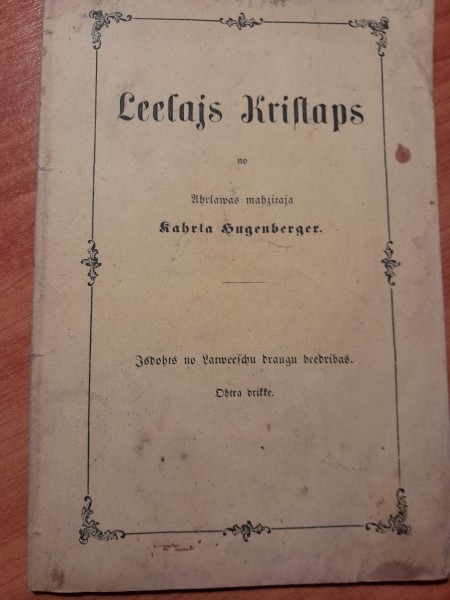 Leelajs Kristaps
no
Ahrlawas mahzitaja
Kahrla Hugenberger.
Isdohts no Latweeschu draugu beedribas.
Ohtra drikke.